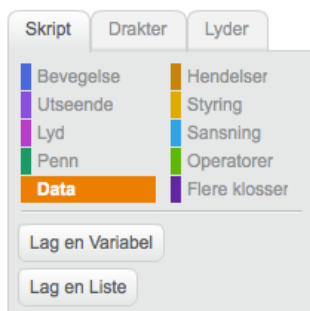 Skript Drakter Lyder
Bevegelse Hendelser
Utseende Styring
Lyd Sansning
Penn Operatorer
Data Flere klosser
Lag en Variabel
Lag en Liste